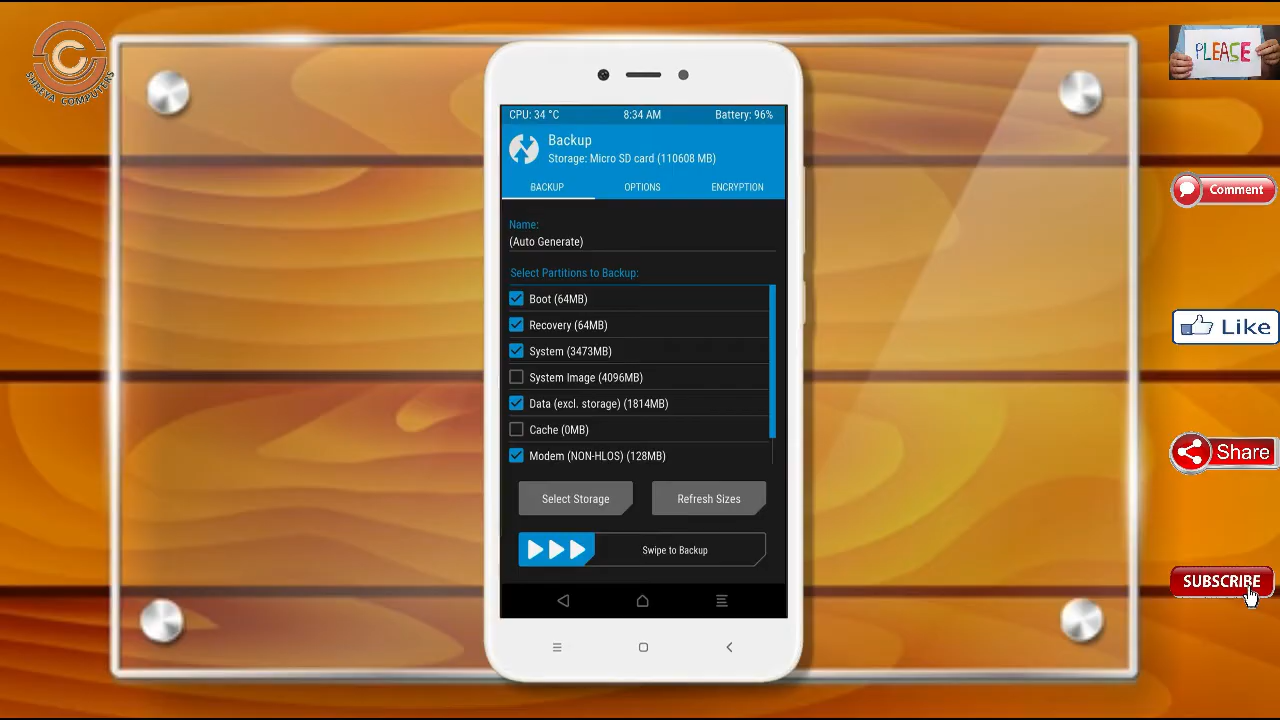 SHREYA COMPUTERS
PLEASE
CPU: 34 °C 8:34 AM Battery: 96%
Backup
Storage: Micro SD card (110608 MB)
BACKUP OPTIONS ENCRYPTION
Name:
(Auto Generate)
Select Partitions to Backup:
Boot (64MB)
Recovery (64MB)
System (3473MB)
System Image (4096MB)
Data (excl. storage) (1814MB)
Cache (0MB)
Modem (NON-HLOS) (128MB)
Select Storage Refresh Sizes
Swipe to Backup
Comment
Like
Share
SUBSCRIBE